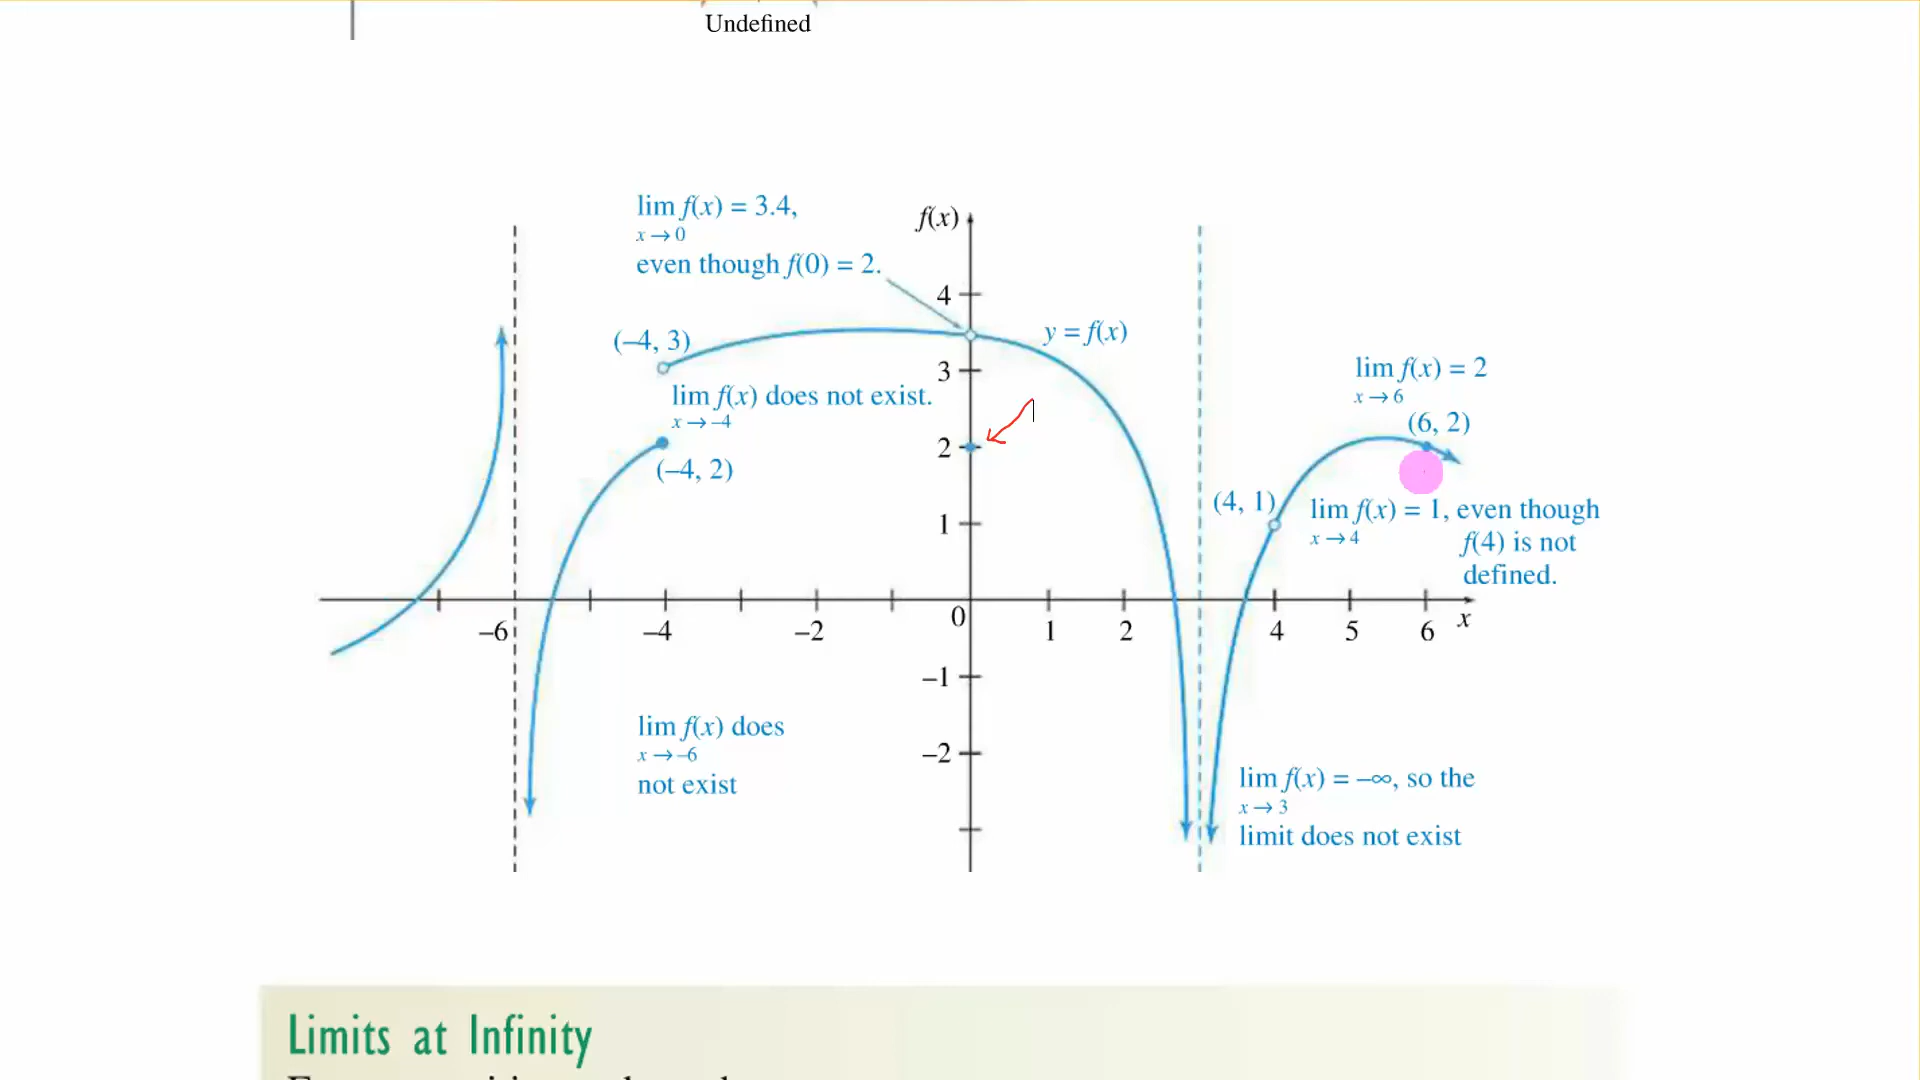 Undefined
lim f(x) = 3.4,
x → 0
even though f(0) = 2.
f(x)
4
(–4, 3)
y = f(x)
3
lim f(x) does not exist.
x → –4
2
(–4, 2)
lim f(x) = 2
x → 6
(6, 2)
(4, 1)
lim f(x) = 1, even though
x → 4
f(4) is not
defined.
1
–6
–4
–2
0
1
2
4
5
6
x
–1
–2
lim f(x) does
x → –6
not exist
lim f(x) = –∞, so the
x → 3
limit does not exist
Limits at Infinity